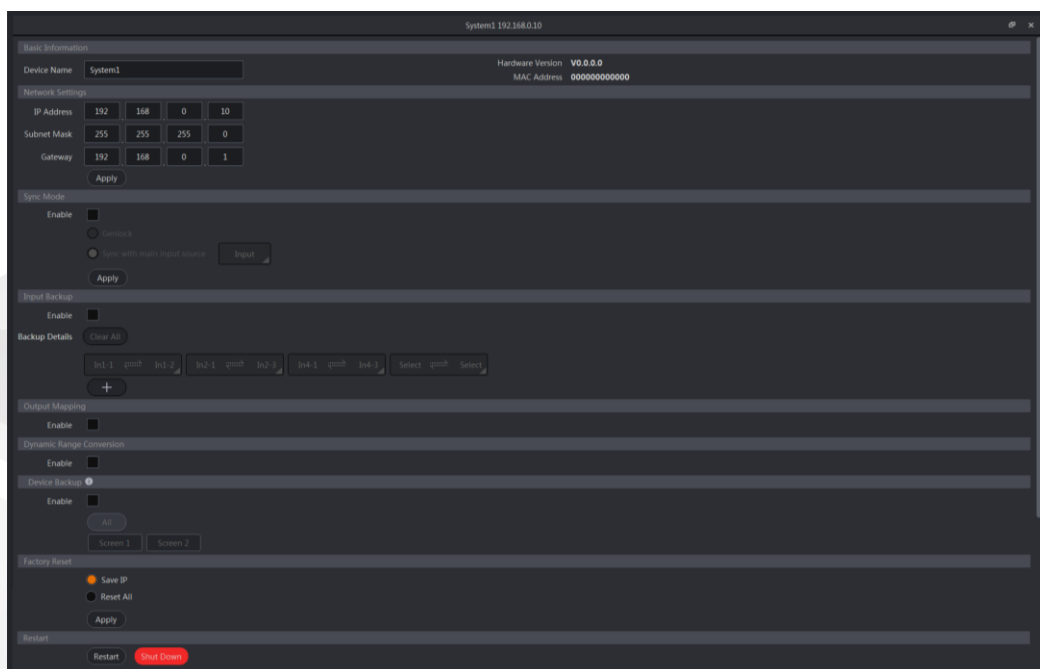 System1 192.168.0.10
Basic Information
Device Name System1
Hardware Version V0.0.0.0
MAC Address 000000000000
Network Settings
IP Address 192 168 0 10
Subnet Mask 255 255 255 0
Gateway 192 168 0 1
Apply
Sync Mode
Enable
Genlock
Sync with main input source Input
Apply
Input Backup
Enable
Backup Details Clear All
In1-1 In1-2 In2-1 In2-3 In4-1 In4-3 Select Select
+
Output Mapping
Enable
Dynamic Range Conversion
Enable
Device Backup
Enable
All
Screen 1 Screen 2
Factory Reset
Save IP
Reset All
Apply
Restart
Restart Shut Down